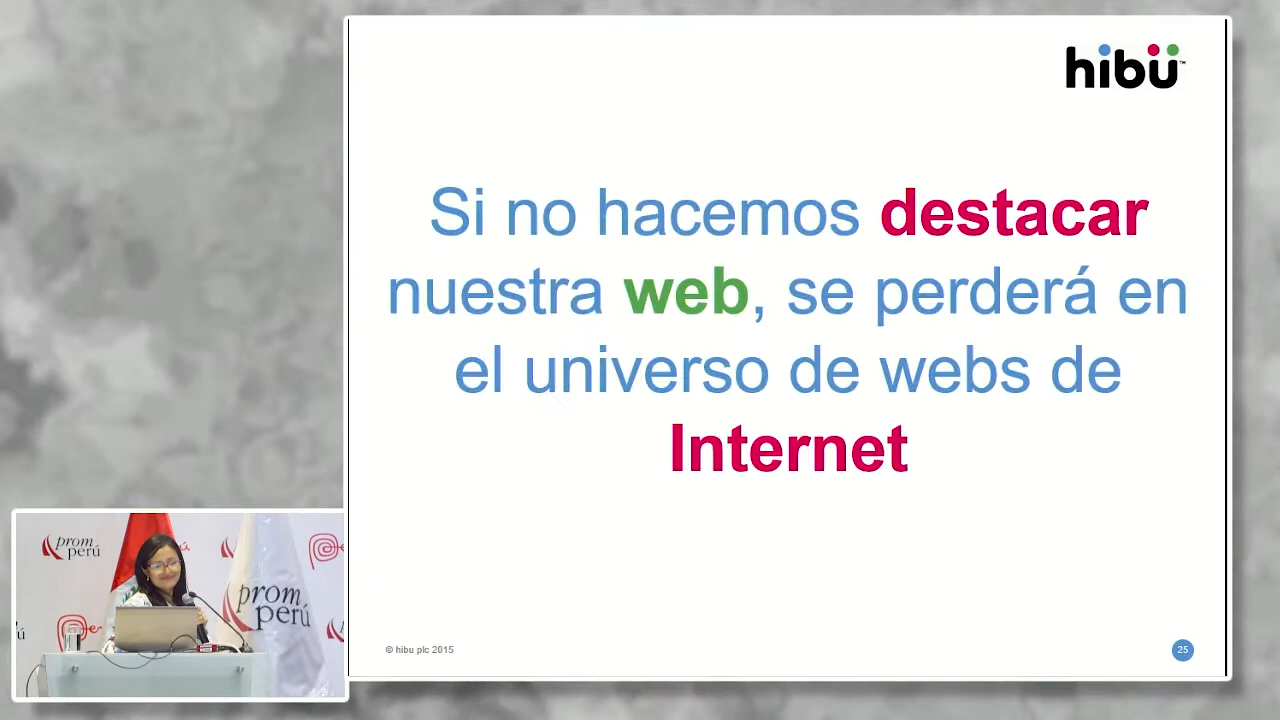 hibü™
Si no hacemos destacar
nuestra web, se perderá en
el universo de webs de
Internet
© hibu plc 2015
25
prom
perú
prom
perú